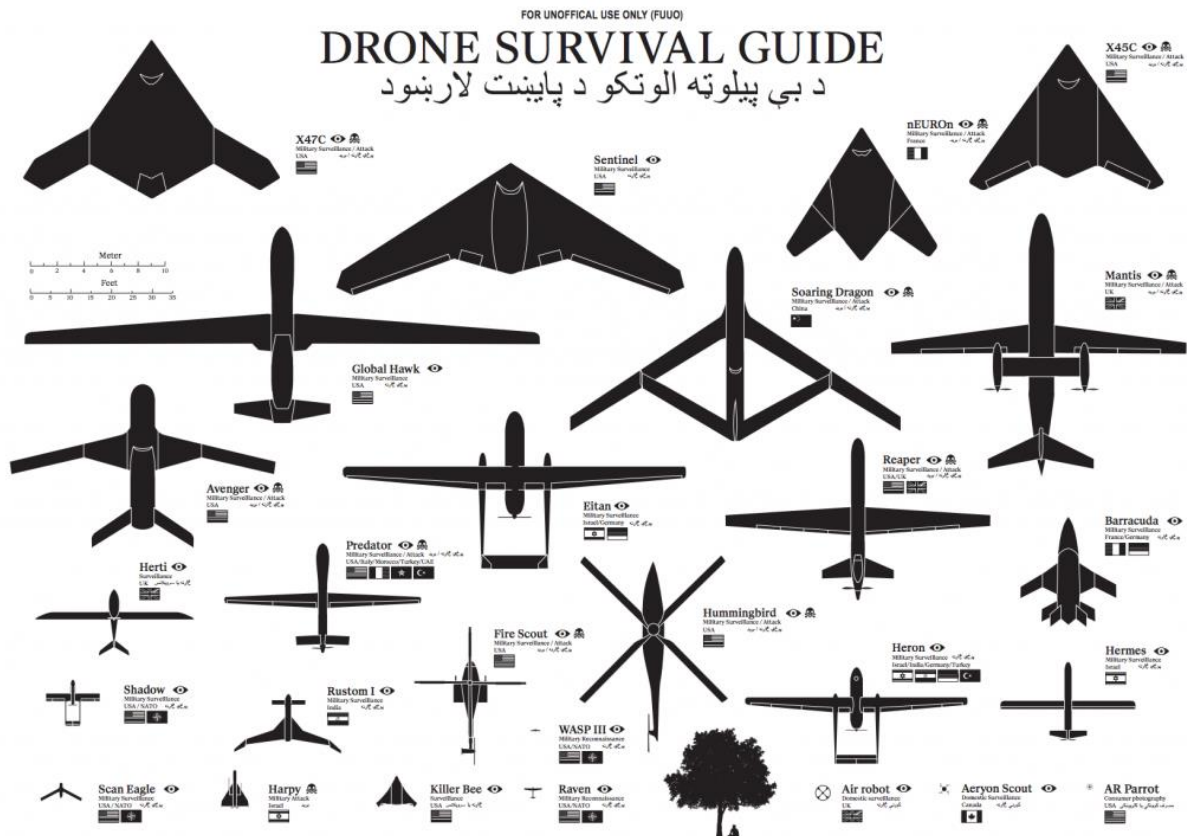 FOR UNOFFICAL USE ONLY (FUUO)
DRONE SURVIVAL GUIDE
د بې پیلوټه الوتکو د پایښت لارښود
X47C
Military Surveillance / Attack
USA
Sentinel
Military Surveillance
USA
nEUROn
Military Surveillance / Attack
France
X45C
Military Surveillance / Attack
USA
Meter
0 2 4 6 8 10
Feet
0 5 10 15 20 25 30 35
Global Hawk
Military Surveillance
USA
Soaring Dragon
Military Surveillance / Attack
China
Mantis
Military Surveillance / Attack
UK
Avenger
Military Surveillance / Attack
USA
Eitan
Military Surveillance
Israel/Germany
Reaper
Military Surveillance / Attack
USA/UK
Barracuda
Military Surveillance
France/Germany
Herti
Surveillance
UK
Predator
Military Surveillance / Attack
USA/Italy/Morocco/Turkey/UAE
Fire Scout
Military Surveillance / Attack
USA
Hummingbird
Military Surveillance / Attack
USA
Heron
Military Surveillance
Israel/India/Germany/Turkey
Hermes
Military Surveillance
Israel
Shadow
Military Surveillance
USA / NATO
Rustom I
Military Surveillance
India
WASP III
Military Reconnaissance
USA/NATO
Scan Eagle
Military Surveillance
USA / NATO
Harpy
Military Attack
Israel
Killer Bee
Military Surveillance
USA
Raven
Military Reconnaissance
USA/NATO
Air robot
Domestic surveillance
UK
Aeryon Scout
Domestic Surveillance
Canada
AR Parrot
Consumer photography
USA